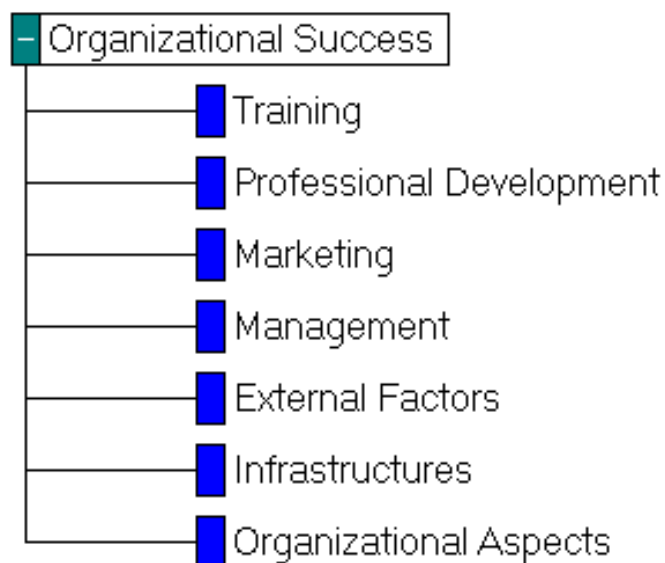 Organizational Success
Training
Professional Development
Marketing
Management
External Factors
Infrastructures
Organizational Aspects